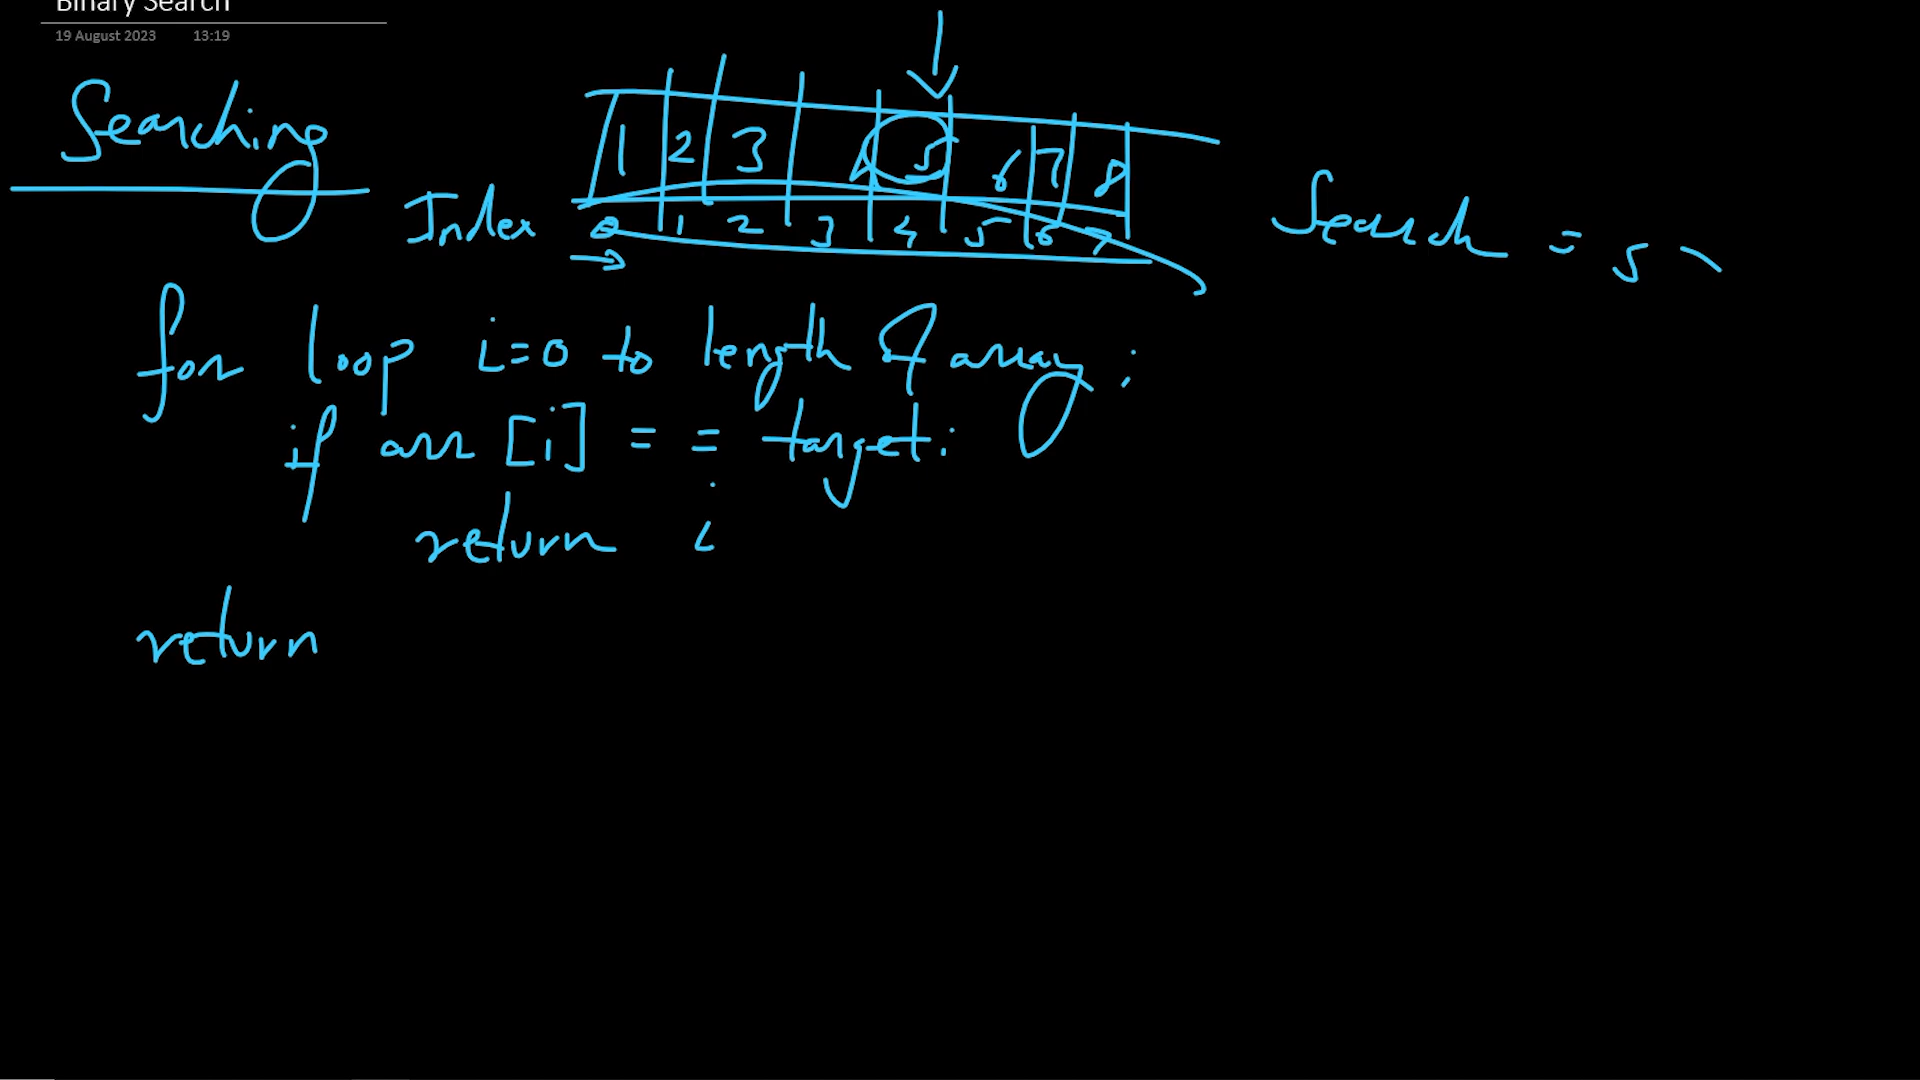 Binary Search
19 August 2023 13:19
Searching
1 2 3 4 5 6 7 8
Index 0 1 2 3 4 5 6 7
Search = 5
for loop i=0 to length of array :
if arr [i] = = target :
return i
return